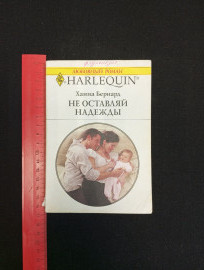 ЛЮБОВНЫЙ РОМАН
HARLEQUIN®
Ханна Бернард
НЕ ОСТАВЛЯЙ
НАДЕЖДЫ